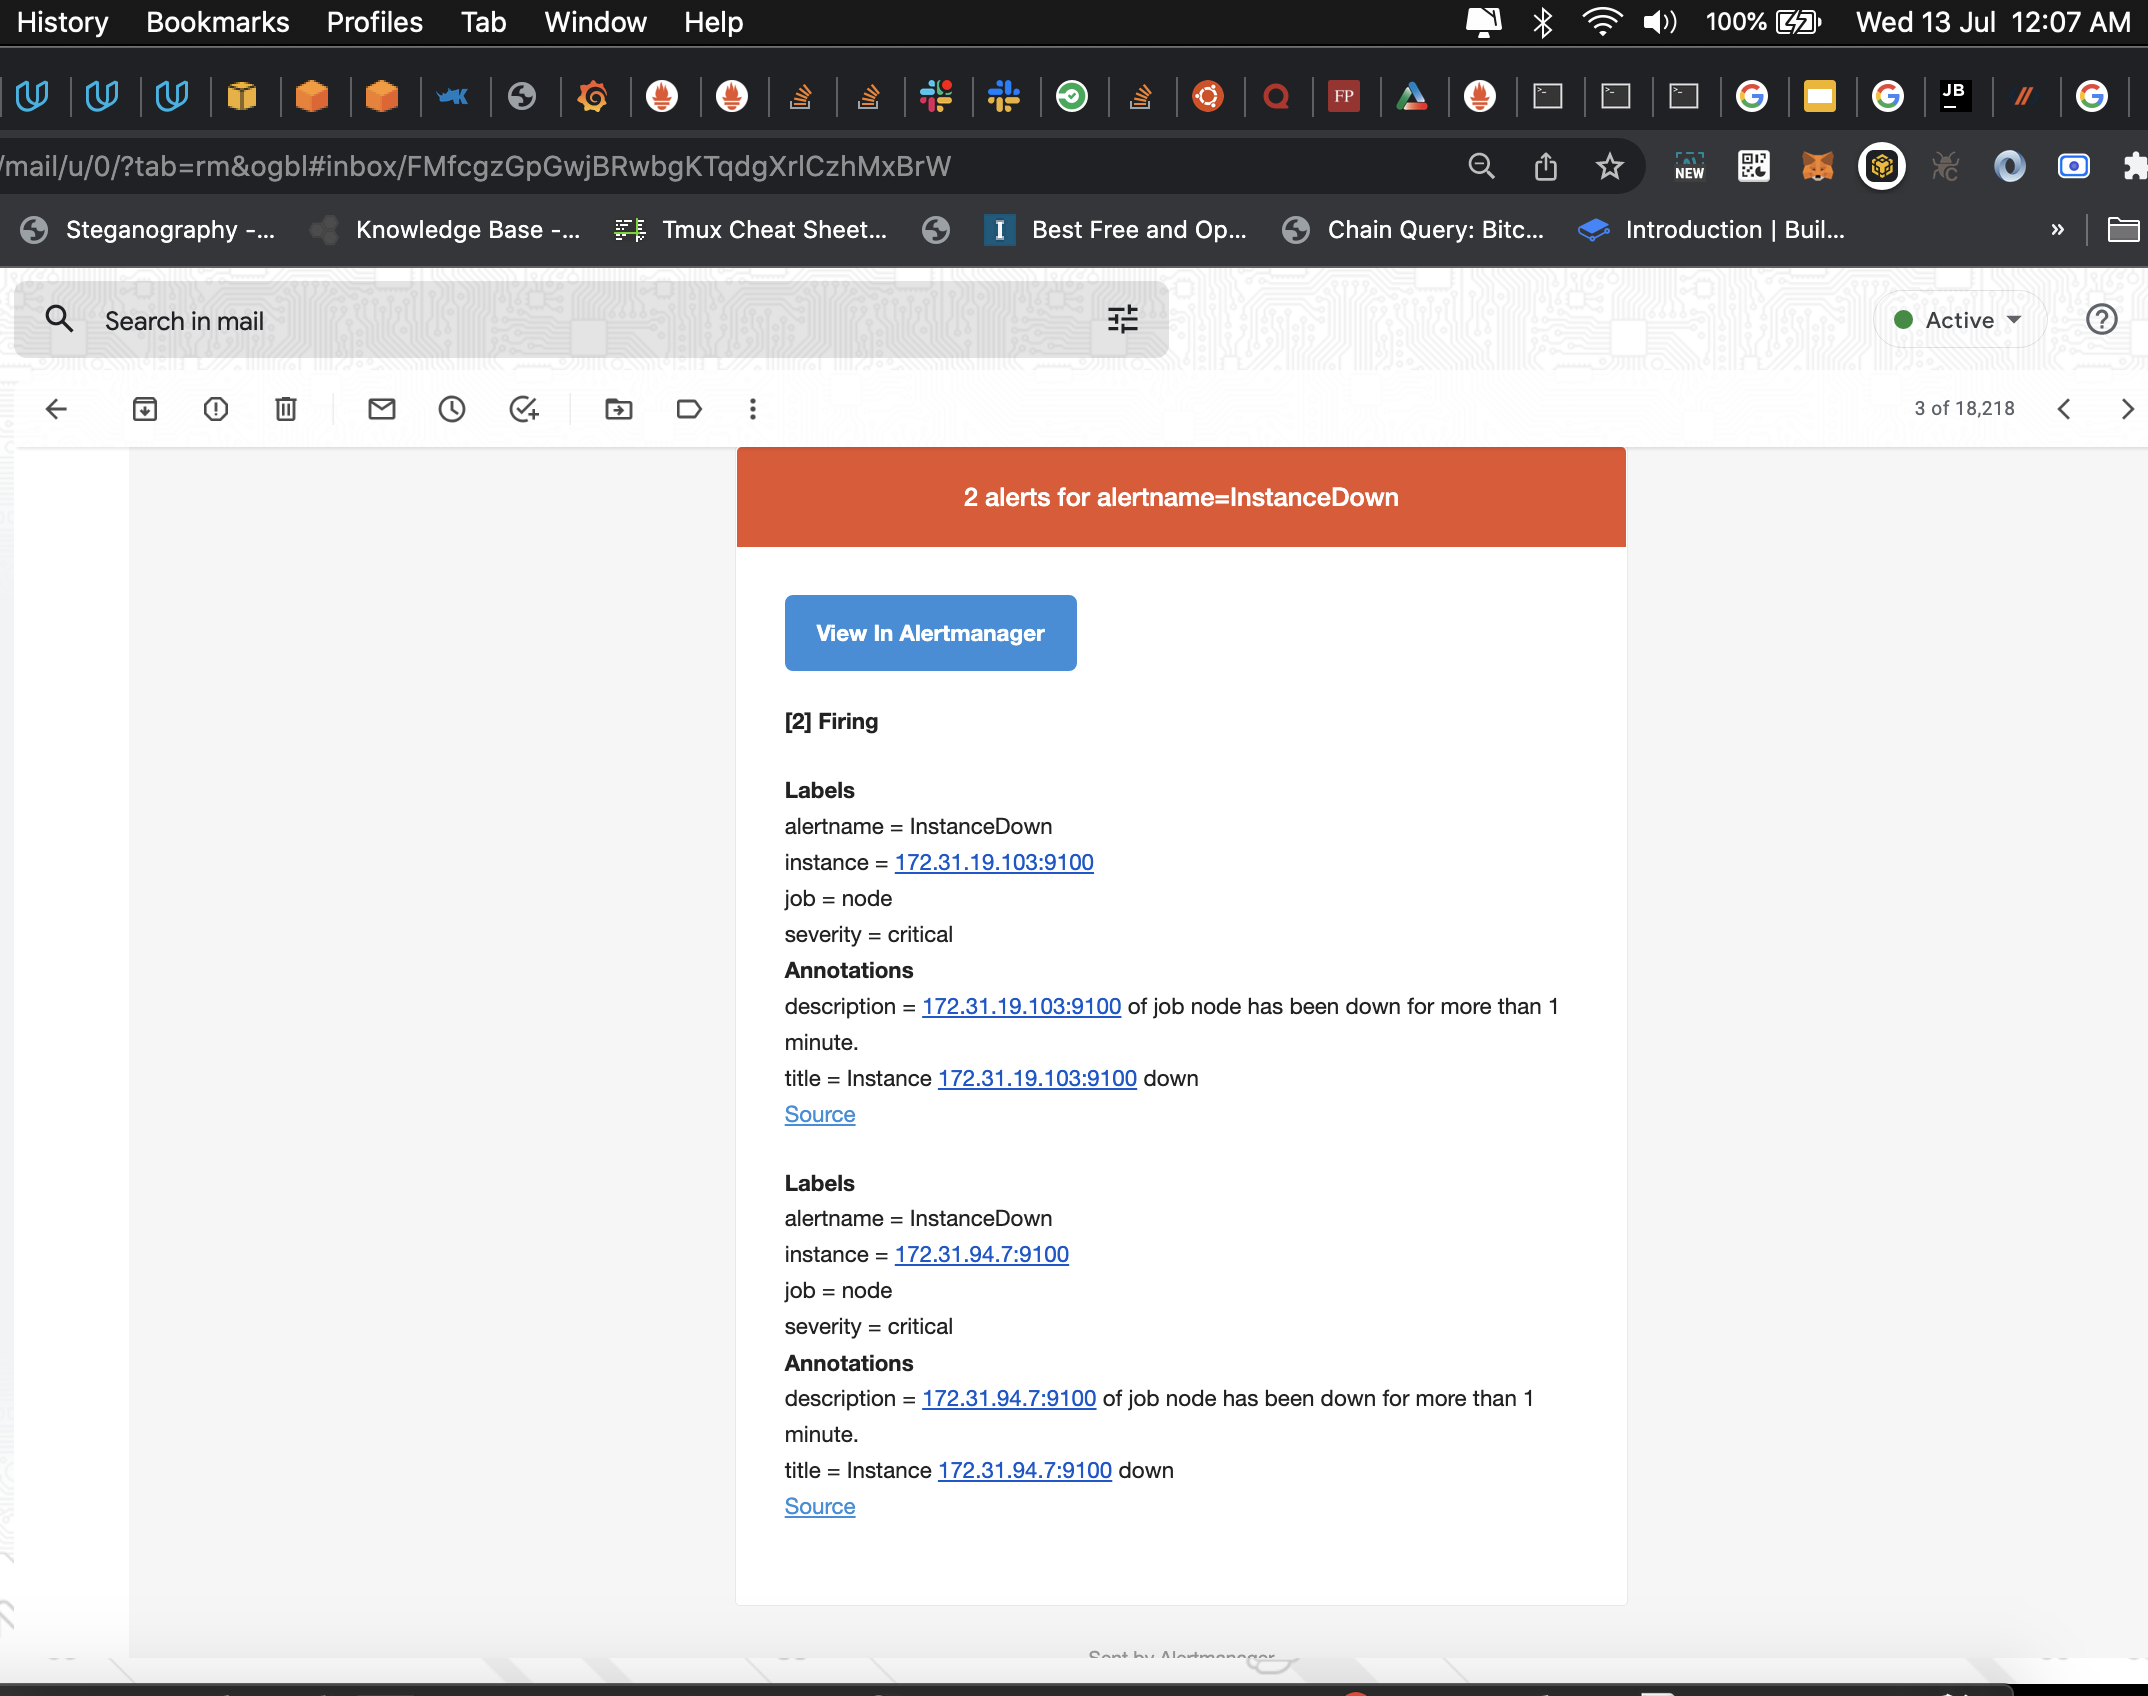 History Bookmarks Profiles Tab Window Help 100% Wed 13 Jul 12:07 AM
FP JB
/mail/u/0/?tab=rm&ogbl#inbox/FMfcgzGpGwjBRwbgKTqdgXrlCzhMxBrW NEW
Steganography -... Knowledge Base -... Tmux Cheat Sheet... I Best Free and Op... Chain Query: Bitc... Introduction | Buil... »
Search in mail Active
3 of 18,218
2 alerts for alertname=InstanceDown
View In Alertmanager
[2] Firing
Labels
alertname = InstanceDown
instance = 172.31.19.103:9100
job = node
severity = critical
Annotations
description = 172.31.19.103:9100 of job node has been down for more than 1
minute.
title = Instance 172.31.19.103:9100 down
Source
Labels
alertname = InstanceDown
instance = 172.31.94.7:9100
job = node
severity = critical
Annotations
description = 172.31.94.7:9100 of job node has been down for more than 1
minute.
title = Instance 172.31.94.7:9100 down
Source
Sent by Alertmanager